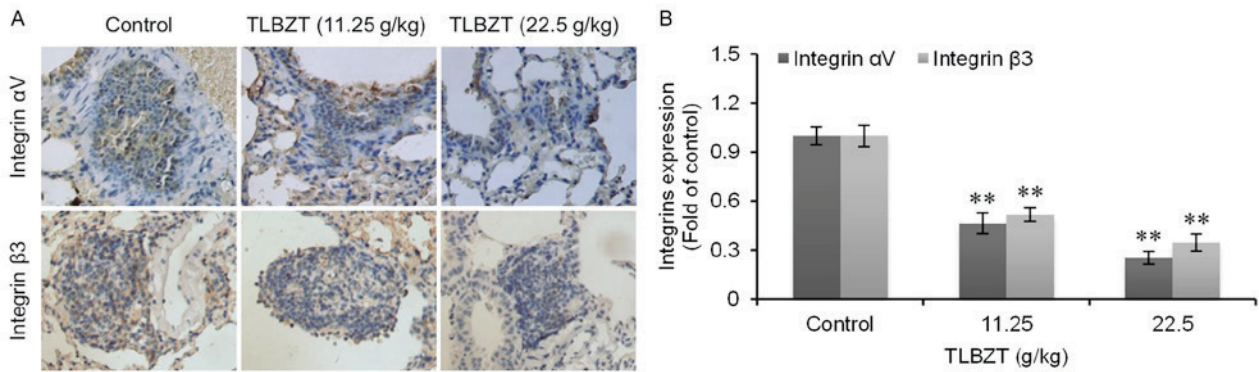 A
Control
TLBZT (11.25 g/kg)
TLBZT (22.5 g/kg)
Integrin αV
Integrin β3
B
Integrin αV
Integrin β3
Integrins expression
(Fold of control)
1.5
1.2
0.9
0.6
0.3
0
**
**
**
**
Control
11.25
22.5
TLBZT (g/kg)